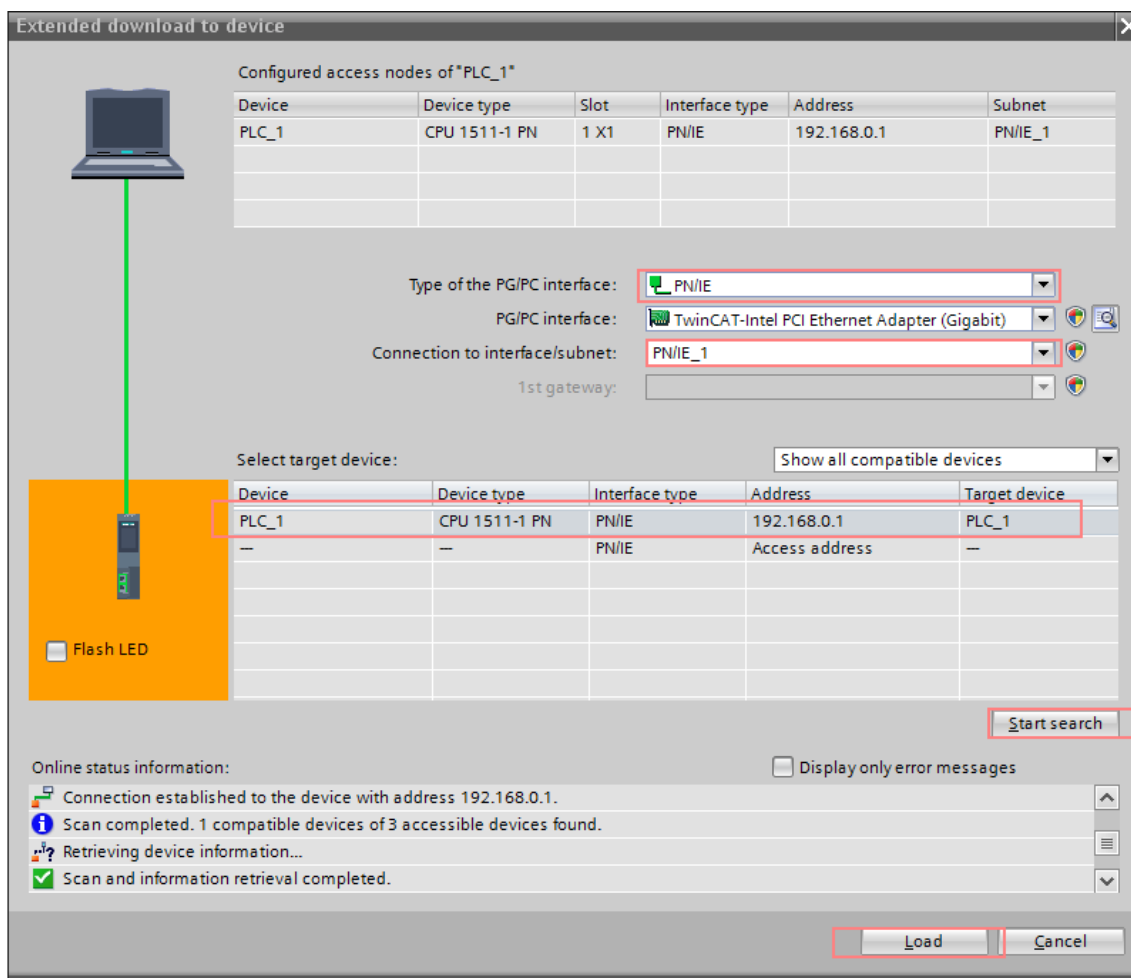 Extended download to device
Configured access nodes of "PLC_1"
Device Device type Slot Interface type Address Subnet
PLC_1 CPU 1511-1 PN 1 X1 PN/IE 192.168.0.1 PN/IE_1
Type of the PG/PC interface: PN/IE
PG/PC interface: TwinCAT-Intel PCI Ethernet Adapter (Gigabit)
Connection to interface/subnet: PN/IE_1
1st gateway:
Select target device: Show all compatible devices
Device Device type Interface type Address Target device
PLC_1 CPU 1511-1 PN PN/IE 192.168.0.1 PLC_1
— — PN/IE Access address —
Flash LED
Start search
Online status information: Display only error messages
Connection established to the device with address 192.168.0.1.
Scan completed. 1 compatible devices of 3 accessible devices found.
Retrieving device information...
Scan and information retrieval completed.
Load Cancel